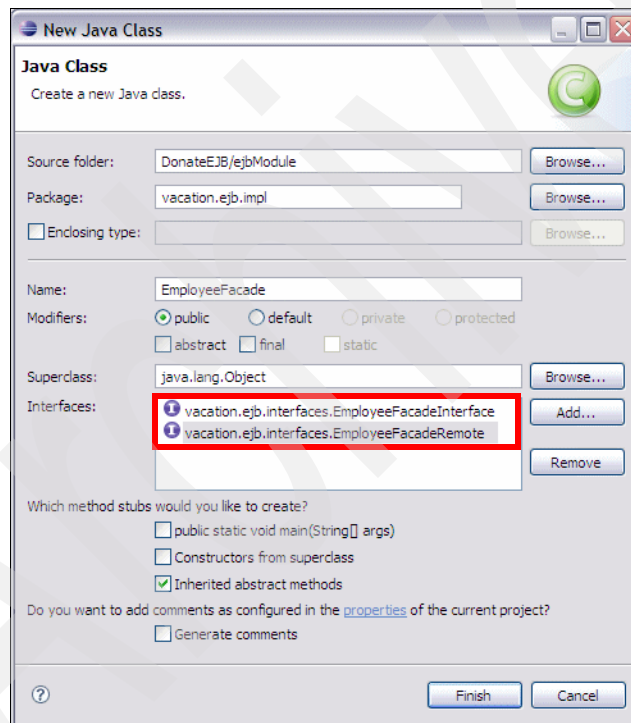 New Java Class
Java Class
Create a new Java class.
Source folder: DonateEJB/ejbModule Browse...
Package: vacation.ejb.impl Browse...
Enclosing type: Browse...
Name: EmployeeFacade
Modifiers: public default private protected
abstract final static
Superclass: java.lang.Object Browse...
Interfaces: vacation.ejb.interfaces.EmployeeFacadeInterface Add...
vacation.ejb.interfaces.EmployeeFacadeRemote
Remove
Which method stubs would you like to create?
public static void main(String[] args)
Constructors from superclass
Inherited abstract methods
Do you want to add comments as configured in the properties of the current project?
Generate comments
Finish Cancel